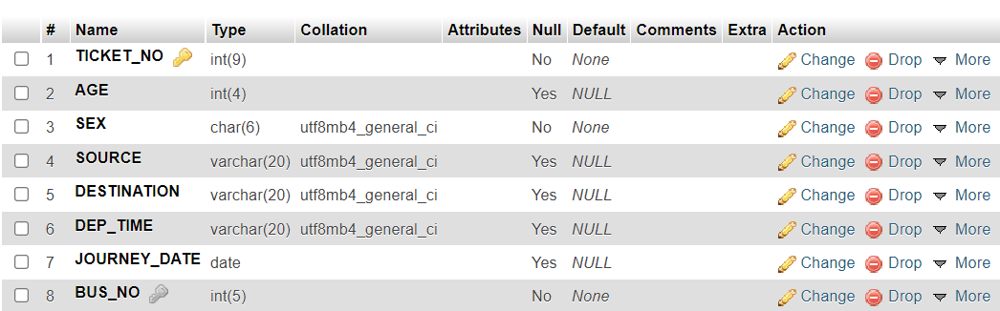 # Name Type Collation Attributes Null Default Comments Extra Action
1 TICKET_NO int(9) No None Change Drop More
2 AGE int(4) Yes NULL Change Drop More
3 SEX char(6) utf8mb4_general_ci No None Change Drop More
4 SOURCE varchar(20) utf8mb4_general_ci Yes NULL Change Drop More
5 DESTINATION varchar(20) utf8mb4_general_ci Yes NULL Change Drop More
6 DEP_TIME varchar(20) utf8mb4_general_ci Yes NULL Change Drop More
7 JOURNEY_DATE date Yes NULL Change Drop More
8 BUS_NO int(5) No None Change Drop More